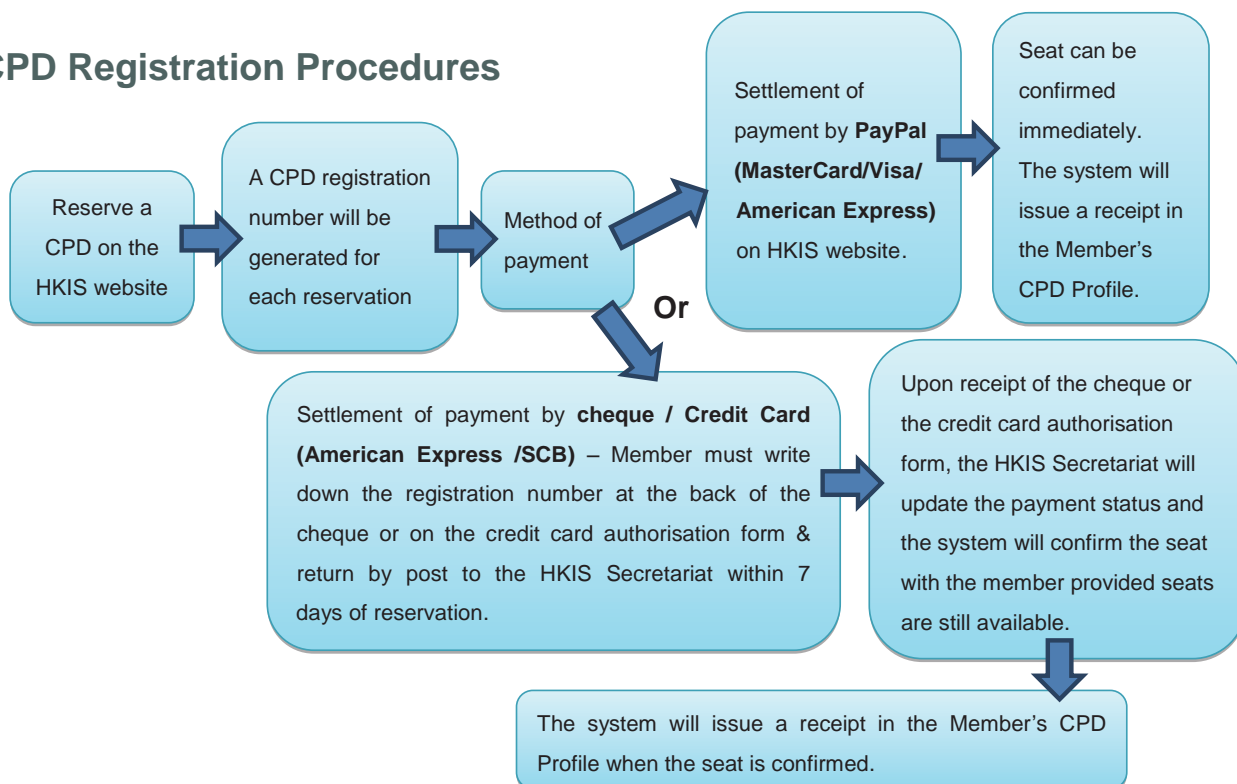 CPD Registration Procedures
Reserve a
CPD on the
HKIS website
A CPD registration
number will be
generated for
each reservation
Method of
payment
Or
Settlement of
payment by PayPal
(MasterCard/Visa/
American Express)
on HKIS website.
Seat can be
confirmed
immediately.
The system will
issue a receipt in
the Member’s
CPD Profile.
Settlement of payment by cheque / Credit Card
(American Express /SCB) – Member must write
down the registration number at the back of the
cheque or on the credit card authorisation form &
return by post to the HKIS Secretariat within 7
days of reservation.
Upon receipt of the cheque or
the credit card authorisation
form, the HKIS Secretariat will
update the payment status and
the system will confirm the seat
with the member provided seats
are still available.
The system will issue a receipt in the Member’s CPD
Profile when the seat is confirmed.